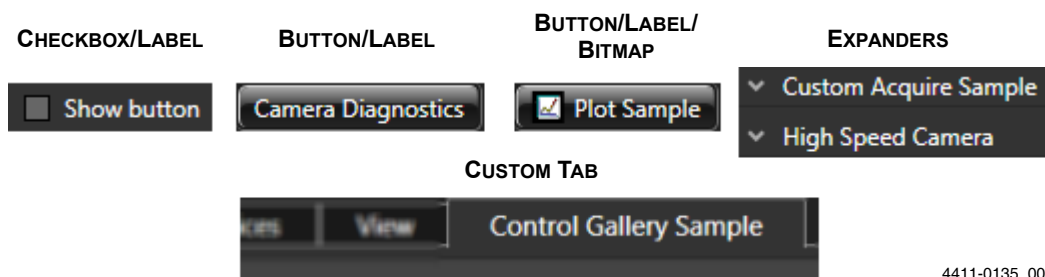 CHECKBOX/LABEL
BUTTON/LABEL
BUTTON/LABEL/
BITMAP
EXPANDERS
Show button
Camera Diagnostics
Plot Sample
Custom Acquire Sample
High Speed Camera
CUSTOM TAB
View
Control Gallery Sample
4411-0135_00